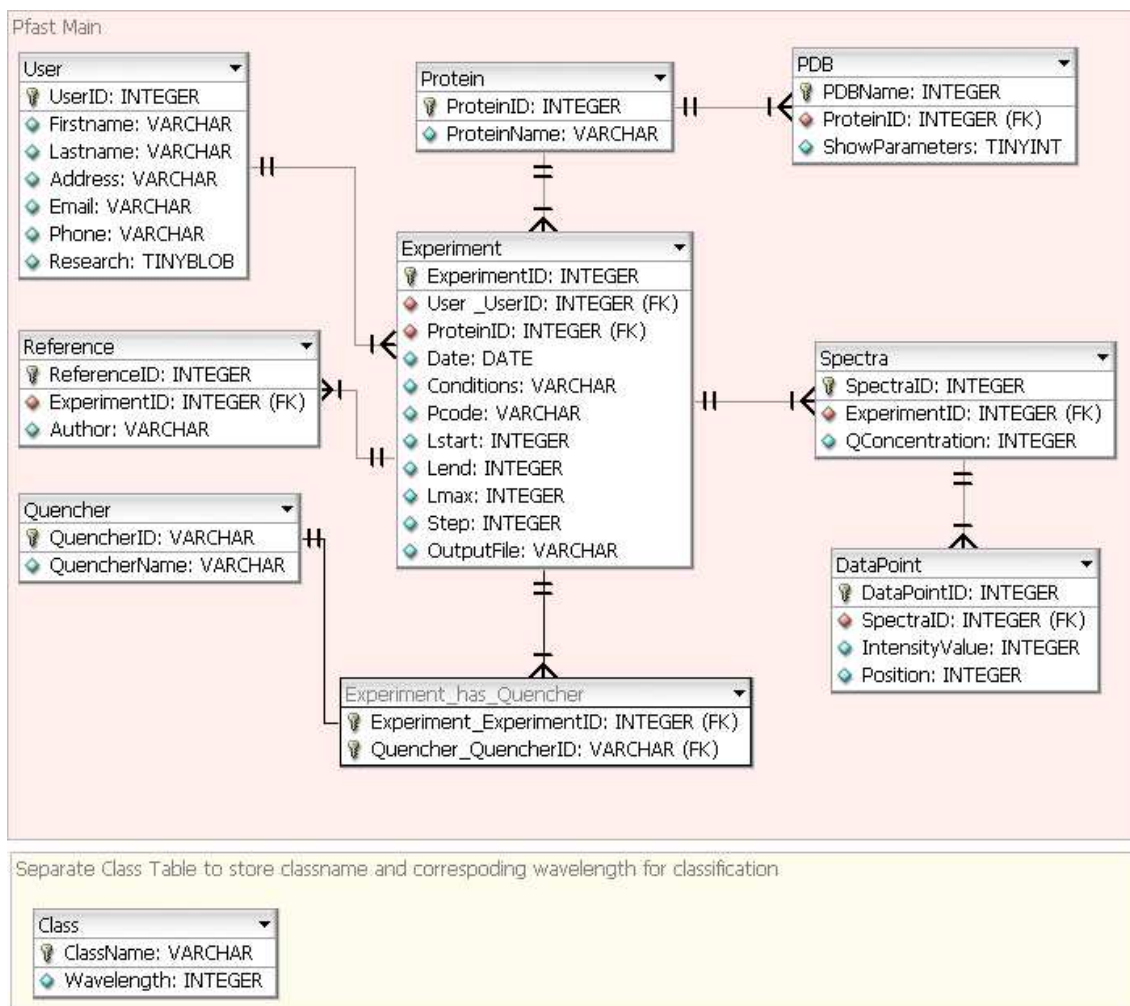 Pfast Main
User
UserID: INTEGER
Firstname: VARCHAR
Lastname: VARCHAR
Address: VARCHAR
Email: VARCHAR
Phone: VARCHAR
Research: TINYBLOB
Protein
ProteinID: INTEGER
ProteinName: VARCHAR
PDB
PDBName: INTEGER
ProteinID: INTEGER (FK)
ShowParameters: TINYINT
Experiment
ExperimentID: INTEGER
User _UserID: INTEGER (FK)
ProteinID: INTEGER (FK)
Date: DATE
Conditions: VARCHAR
Pcode: VARCHAR
Lstart: INTEGER
Lend: INTEGER
Lmax: INTEGER
Step: INTEGER
OutputFile: VARCHAR
Reference
ReferenceID: INTEGER
ExperimentID: INTEGER (FK)
Author: VARCHAR
Spectra
SpectraID: INTEGER
ExperimentID: INTEGER (FK)
QConcentration: INTEGER
Quencher
QuencherID: VARCHAR
QuencherName: VARCHAR
DataPoint
DataPointID: INTEGER
SpectraID: INTEGER (FK)
IntensityValue: INTEGER
Position: INTEGER
Experiment_has_Quencher
Experiment_ExperimentID: INTEGER (FK)
Quencher_QuencherID: VARCHAR (FK)
Separate Class Table to store classname and correspoding wavelength for classification
Class
ClassName: VARCHAR
Wavelength: INTEGER